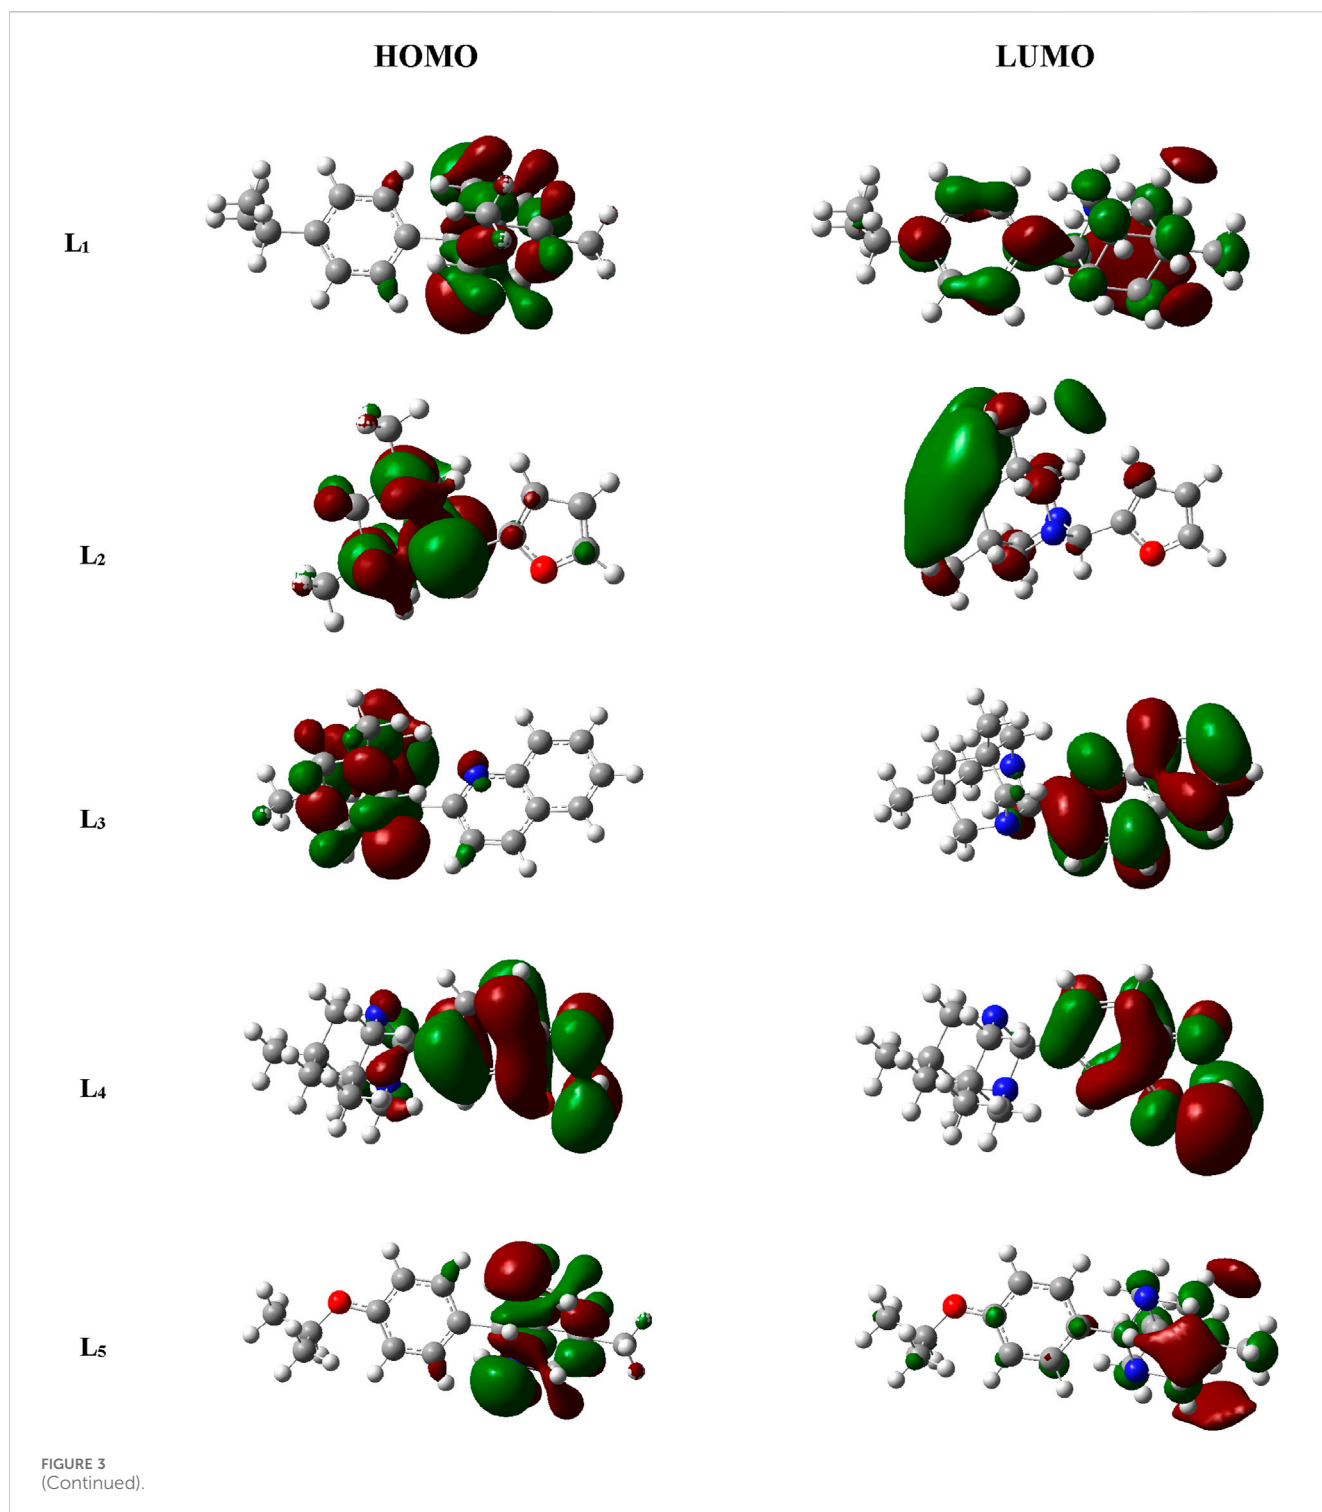 HOMO LUMO
L₁
L₂
L₃
L₄
L₅
FIGURE 3
(Continued).